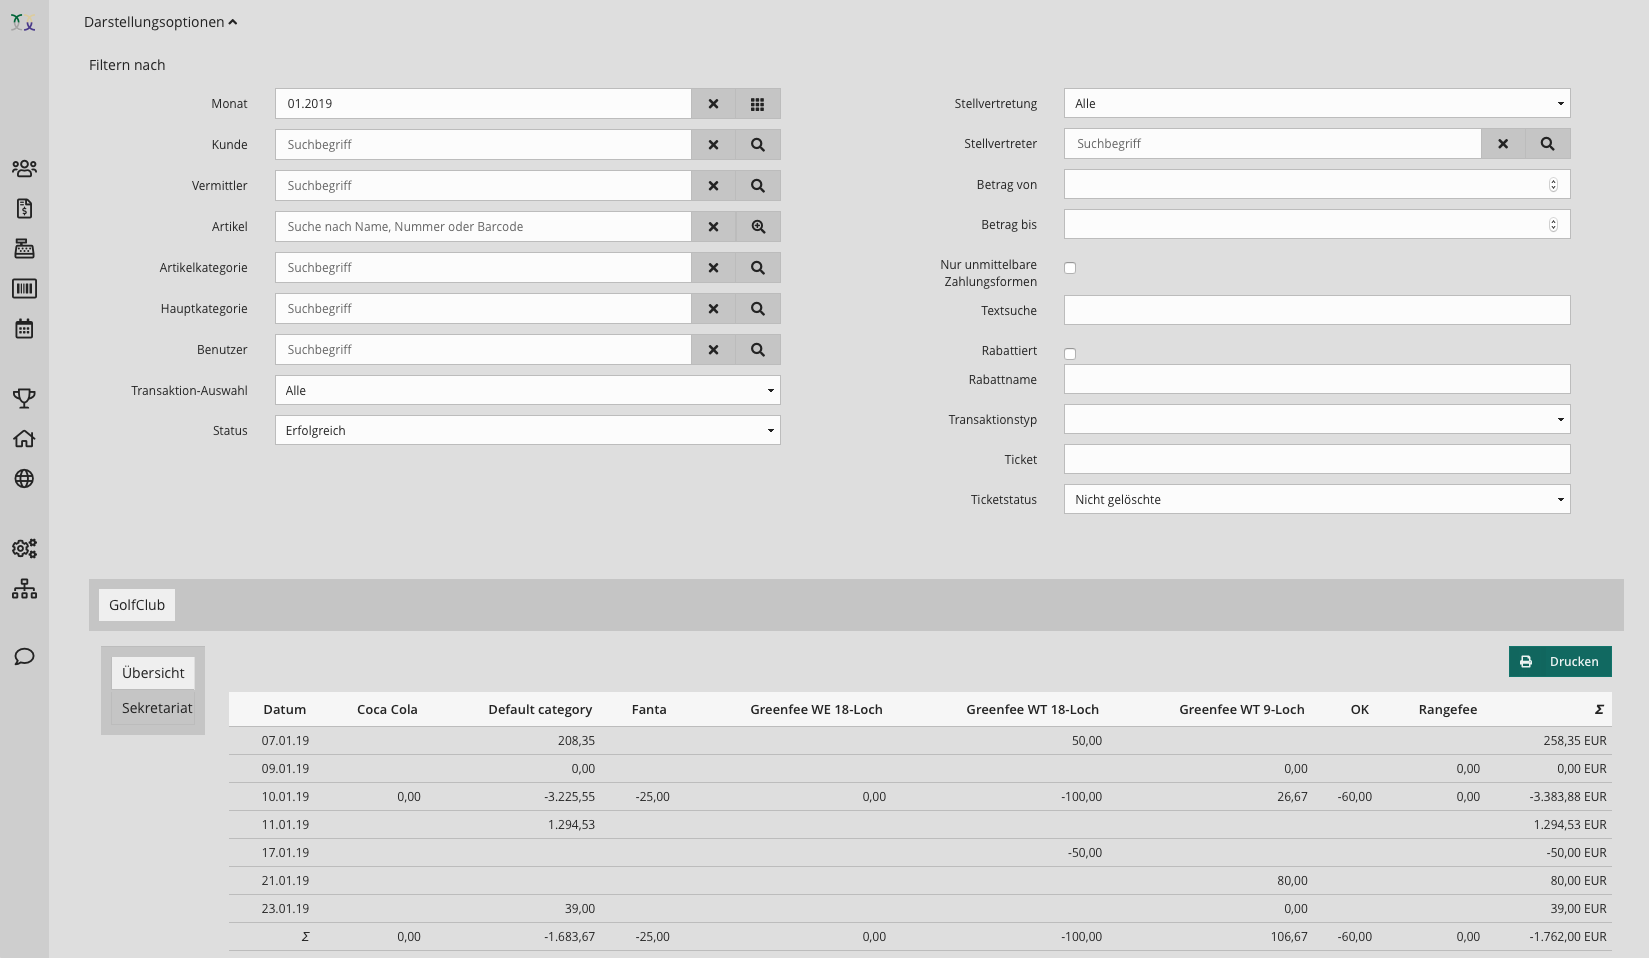 Darstellungsoptionen
Filtern nach
Monat 01.2019
Kunde Suchbegriff
Vermittler Suchbegriff
Artikel Suche nach Name, Nummer oder Barcode
Artikelkategorie Suchbegriff
Hauptkategorie Suchbegriff
Benutzer Suchbegriff
Transaktion-Auswahl Alle
Status Erfolgreich
Stellvertretung Alle
Stellvertreter Suchbegriff
Betrag von
Betrag bis
Nur unmittelbare
Zahlungsformen
Textsuche
Rabattiert
Rabattname
Transaktionstyp
Ticket
Ticketstatus Nicht gelöschte
GolfClub
Übersicht
Sekretariat
Drucken
Datum Coca Cola Default category Fanta Greenfee WE 18-Loch Greenfee WT 18-Loch Greenfee WT 9-Loch OK Rangefee Σ
07.01.19 208,35 50,00 258,35 EUR
09.01.19 0,00 0,00 0,00 0,00 EUR
10.01.19 0,00 -3.225,55 -25,00 0,00 -100,00 26,67 -60,00 0,00 -3.383,88 EUR
11.01.19 1.294,53 1.294,53 EUR
17.01.19 -50,00 -50,00 EUR
21.01.19 80,00 80,00 EUR
23.01.19 39,00 0,00 39,00 EUR
Σ 0,00 -1.683,67 -25,00 0,00 -100,00 106,67 -60,00 0,00 -1.762,00 EUR